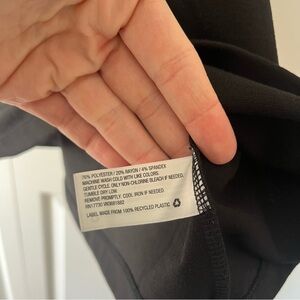 76% POLYESTER / 20% RAYON / 4% SPANDEX
MACHINE WASH COLD WITH LIKE COLORS.
GENTLE CYCLE. ONLY NON-CHLORINE BLEACH IF NEEDED.
TUMBLE DRY LOW.
REMOVE PROMPTLY. COOL IRON IF NEEDED.
LABEL MADE FROM 100% RECYCLED PLASTIC